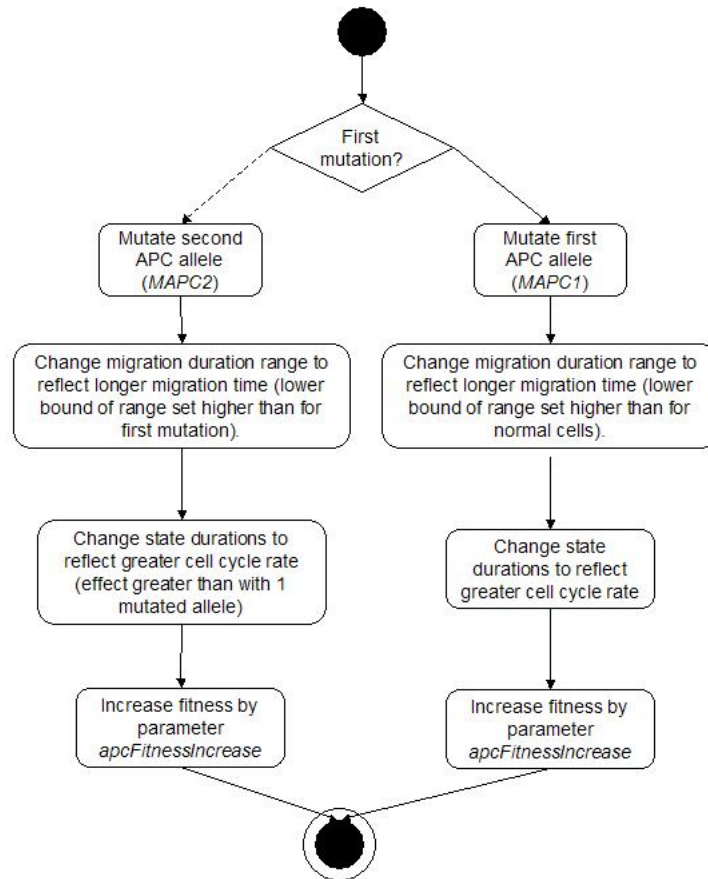 First
mutation?
Mutate second
APC allele
(MAPC2)
Mutate first
APC allele
(MAPC1)
Change migration duration range to
reflect longer migration time (lower
bound of range set higher than for
first mutation).
Change migration duration range to
reflect longer migration time (lower
bound of range set higher than for
normal cells).
Change state durations to
reflect greater cell cycle rate
(effect greater than with 1
mutated allele)
Change state
durations to reflect
greater cell cycle rate
Increase fitness by
parameter
apcFitnessIncrease
Increase fitness by
parameter
apcFitnessIncrease